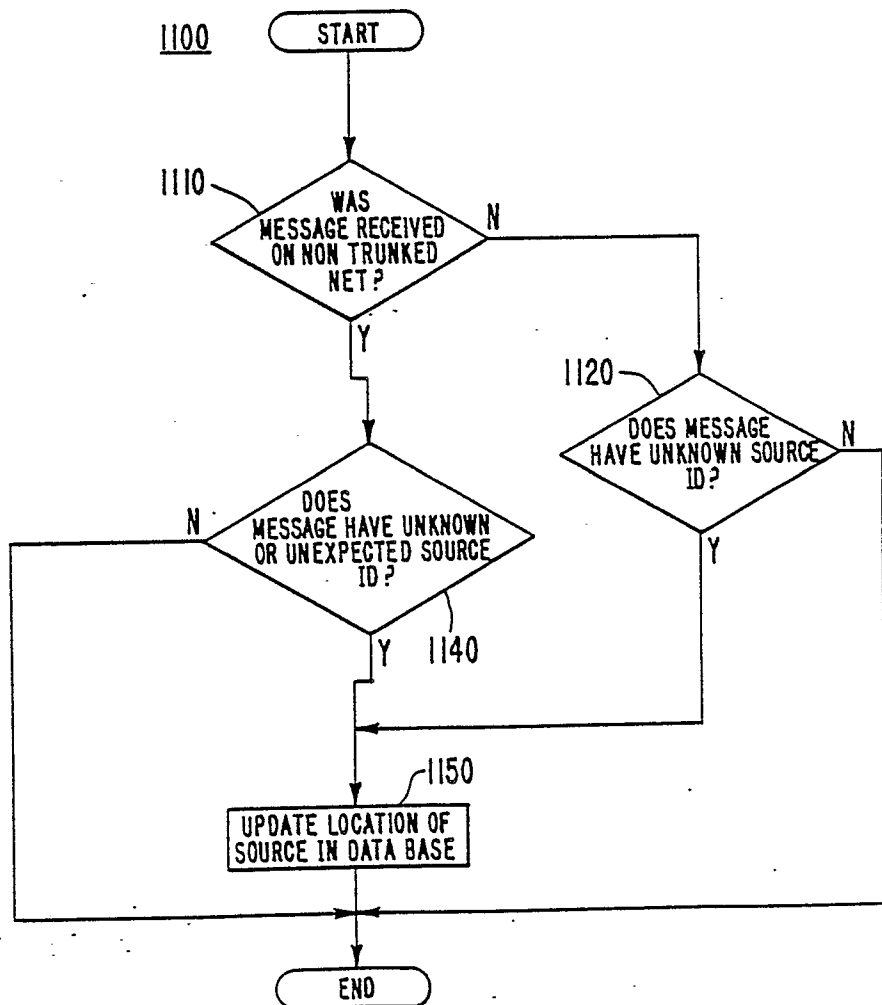 1100
START
1110
WAS
MESSAGE RECEIVED
ON NON TRUNKED
NET?
N
Y
1120
DOES MESSAGE
HAVE UNKNOWN SOURCE
ID?
N
Y
DOES
MESSAGE HAVE UNKNOWN
OR UNEXPECTED SOURCE
ID?
N
Y
1140
1150
UPDATE LOCATION OF
SOURCE IN DATA BASE
END